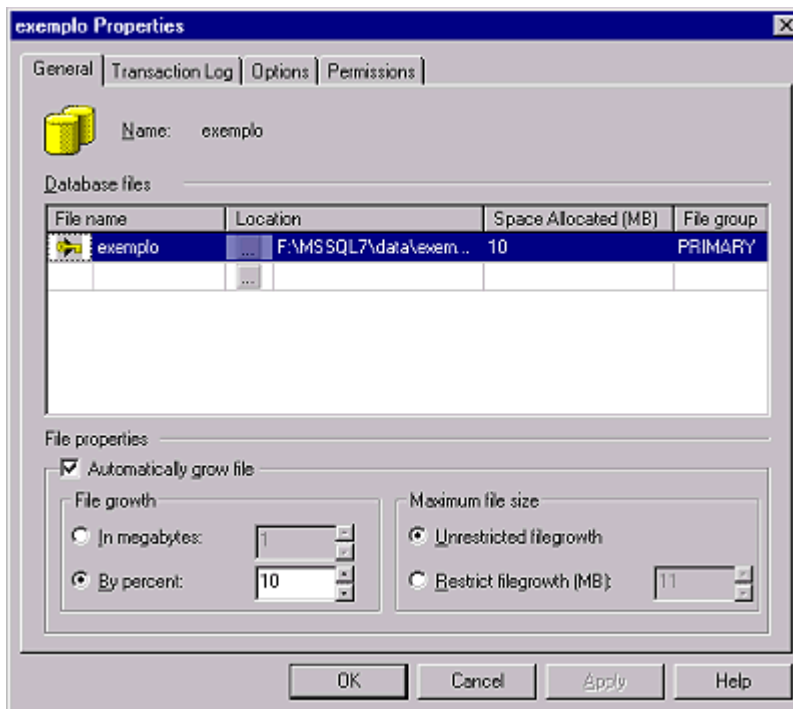 exemplo Properties
General Transaction Log Options Permissions
Name: exemplo
Database files
File name Location Space Allocated (MB) File group
exemplo ... F:\MSSQL7\data\exem... 10 PRIMARY
...
File properties
Automatically grow file
File growth Maximum file size
In megabytes: 1 Unrestricted filegrowth
By percent: 10 Restrict filegrowth (MB): 11
OK Cancel Apply Help